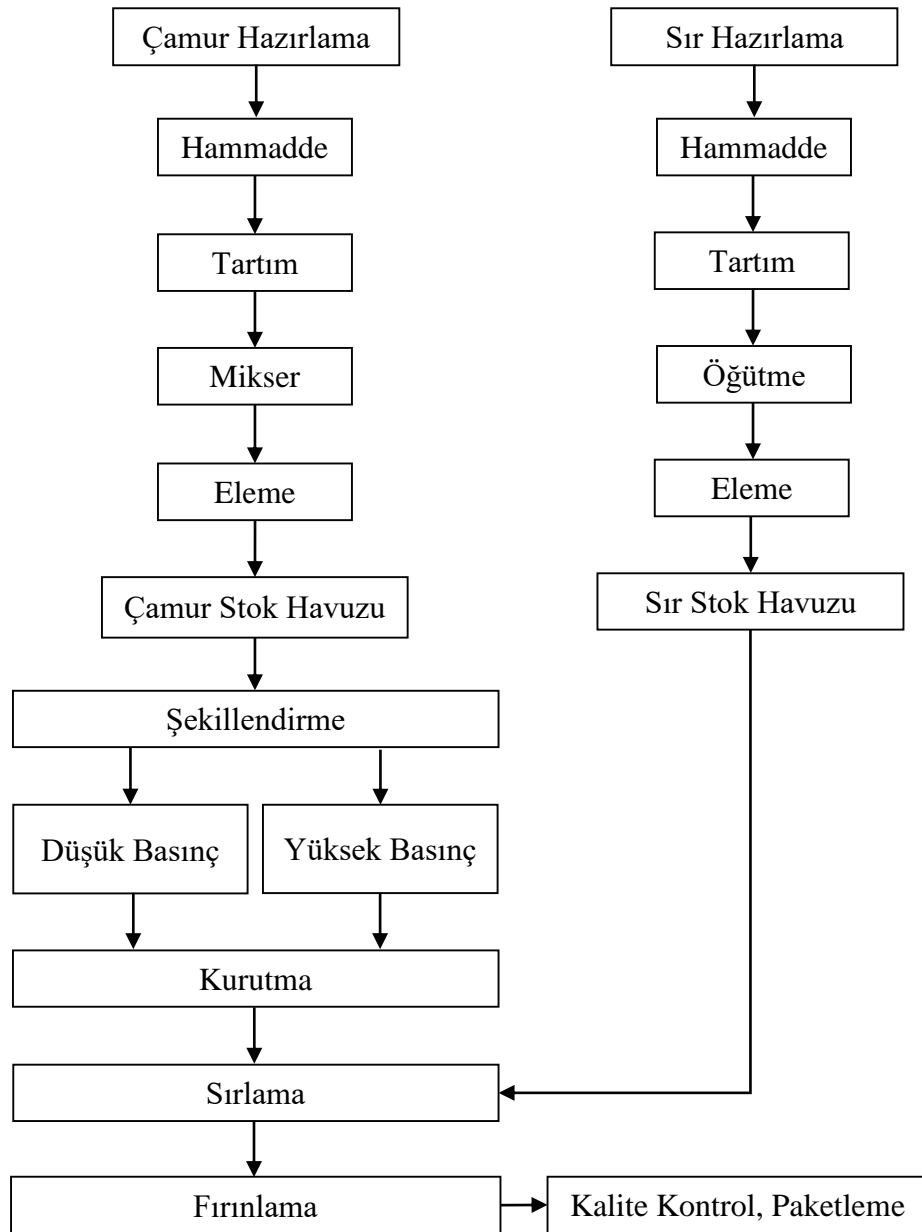 Çamur Hazırlama
Sır Hazırlama
Hammadde
Hammadde
Tartım
Tartım
Mikser
Öğütme
Eleme
Eleme
Çamur Stok Havuzu
Sır Stok Havuzu
Şekillendirme
Düşük Basınç
Yüksek Basınç
Kurutma
Sırlama
Fırınlama
Kalite Kontrol, Paketleme